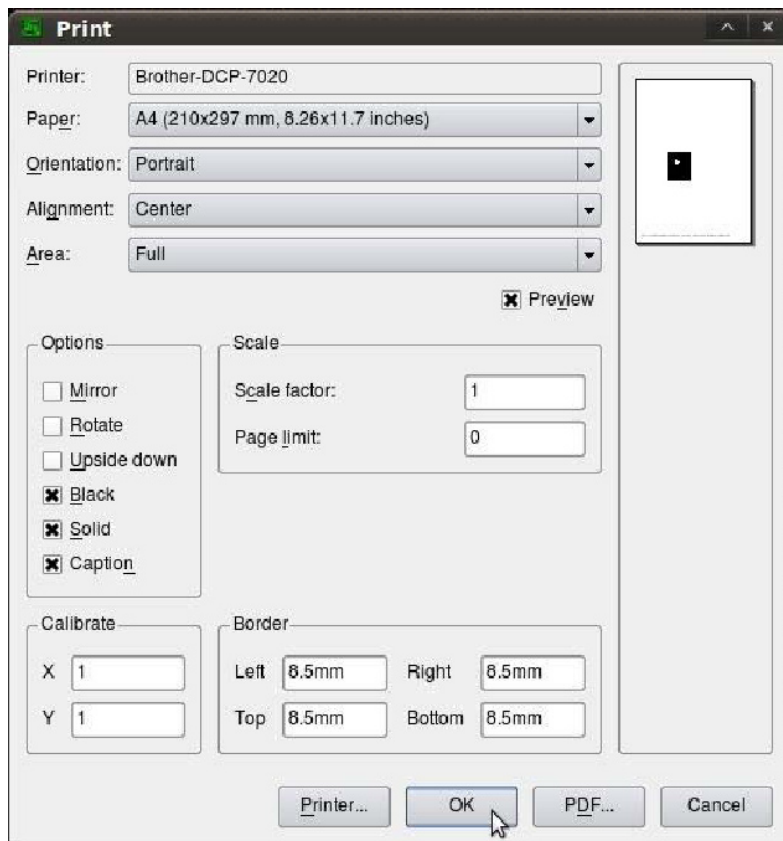 Print
Printer: Brother-DCP-7020
Paper: A4 (210x297 mm, 8.26x11.7 inches)
Orientation: Portrait
Alignment: Center
Area: Full
Preview
Options
Mirror
Rotate
Upside down
Black
Solid
Caption
Scale
Scale factor: 1
Page limit: 0
Calibrate
X 1
Y 1
Border
Left 8.5mm Right 8.5mm
Top 8.5mm Bottom 8.5mm
Printer... OK PDF... Cancel